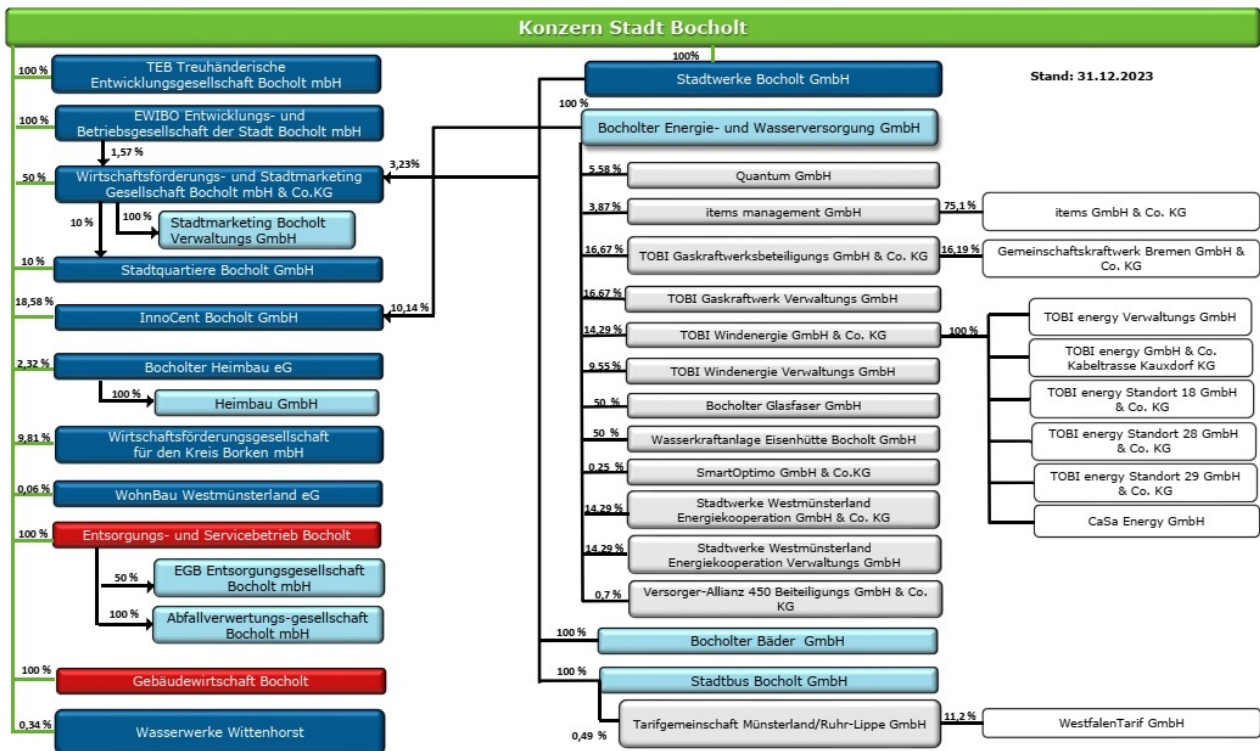 Konzern Stadt Bocholt
100 %
TEB Treuhänderische
Entwicklungsgesellschaft Bocholt mbH
100 %
EWIBO Entwicklungs- und
Betriebsgesellschaft der Stadt Bocholt mbH
1,57 %
50 %
Wirtschaftsförderungs- und Stadtmarketing
Gesellschaft Bocholt mbH & Co.KG
3,23%
100 %
Stadtmarketing Bocholt
Verwaltungs GmbH
10 %
10 %
Stadtquartiere Bocholt GmbH
18,58 %
InnoCent Bocholt GmbH
10,14 %
2,32 %
Bocholter Heimbau eG
100 %
Heimbau GmbH
9,81 %
Wirtschaftsförderungsgesellschaft
für den Kreis Borken mbH
0,06 %
WohnBau Westmünsterland eG
100 %
Entsorgungs- und Servicebetrieb Bocholt
50 %
EGB Entsorgungsgesellschaft
Bocholt mbH
100 %
Abfallverwertungs-gesellschaft
Bocholt mbH
100 %
Gebäudewirtschaft Bocholt
0,34 %
Wasserwerke Wittenhorst
100%
Stadtwerke Bocholt GmbH
Stand: 31.12.2023
100 %
Bocholter Energie- und Wasserversorgung GmbH
5,58 %
Quantum GmbH
3,87 %
items management GmbH
75,1 %
items GmbH & Co. KG
16,67 %
TOBI Gaskraftwerksbeteiligungs GmbH & Co. KG
16,19 %
Gemeinschaftskraftwerk Bremen GmbH &
Co. KG
16,67 %
TOBI Gaskraftwerk Verwaltungs GmbH
14,29 %
TOBI Windenergie GmbH & Co. KG
100 %
TOBI energy Verwaltungs GmbH
TOBI energy GmbH & Co.
Kabeltrasse Kauxdorf KG
TOBI energy Standort 18 GmbH
& Co. KG
TOBI energy Standort 28 GmbH
& Co. KG
TOBI energy Standort 29 GmbH
& Co. KG
CaSa Energy GmbH
9,55 %
TOBI Windenergie Verwaltungs GmbH
50 %
Bocholter Glasfaser GmbH
50 %
Wasserkraftanlage Eisenhütte Bocholt GmbH
0,25 %
SmartOptimo GmbH & Co.KG
14,29 %
Stadtwerke Westmünsterland
Energiekooperation GmbH & Co. KG
14,29 %
Stadtwerke Westmünsterland
Energiekooperation Verwaltungs GmbH
0,7 %
Versorger-Allianz 450 Beiteiligungs GmbH & Co.
KG
100 %
Bocholter Bäder GmbH
100 %
Stadtbus Bocholt GmbH
0,49 %
Tarifgemeinschaft Münsterland/Ruhr-Lippe GmbH
11,2 %
WestfalenTarif GmbH